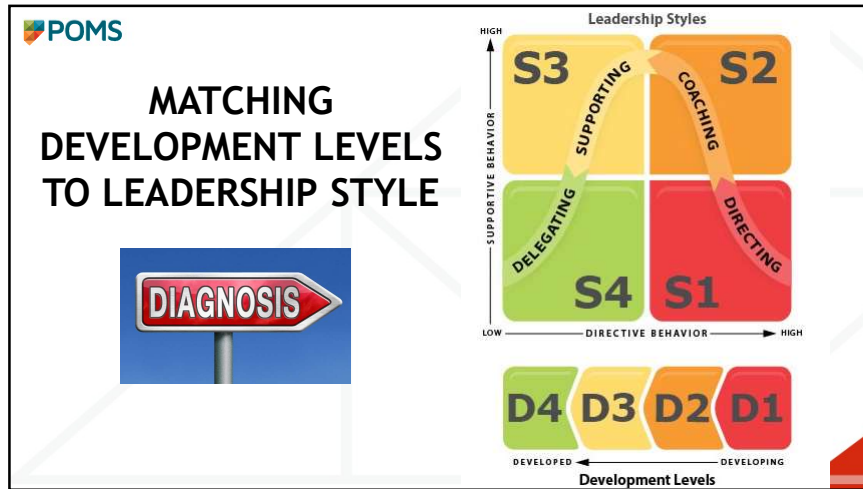 POMS
MATCHING
DEVELOPMENT LEVELS
TO LEADERSHIP STYLE
DIAGNOSIS
Leadership Styles
HIGH
SUPPORTIVE BEHAVIOR
S3
S2
SUPPORTING
COACHING
DELEGATING
DIRECTING
S4
S1
LOW
DIRECTIVE BEHAVIOR
HIGH
D4
D3
D2
D1
DEVELOPED
DEVELOPING
Development Levels